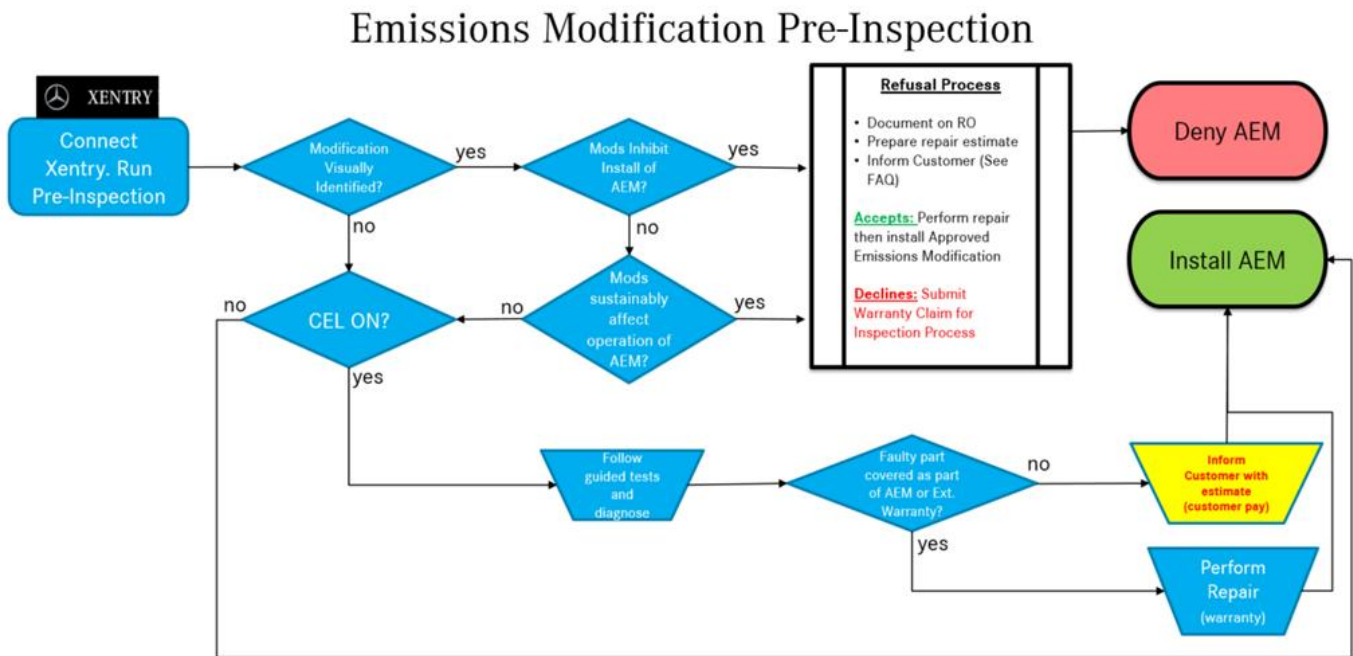 Emissions Modification Pre-Inspection
XENTRY
Connect
Xentry. Run
Pre-Inspection
Modification
Visually
Identified?
yes
no
Mods Inhibit
Install of
AEM?
yes
no
Refusal Process
• Document on RO
• Prepare repair estimate
• Inform Customer (See
FAQ)
Accepts: Perform repair
then install Approved
Emissions Modification
Declines: Submit
Warranty Claim for
Inspection Process
Deny AEM
Install AEM
no
CEL ON?
yes
no
Mods
sustainably
affect
operation of
AEM?
yes
Follow
guided tests
and
diagnose
Faulty part
covered as part
of AEM or Ext.
Warranty?
no
yes
Inform
Customer with
estimate
(customer pay)
Perform
Repair
(warranty)